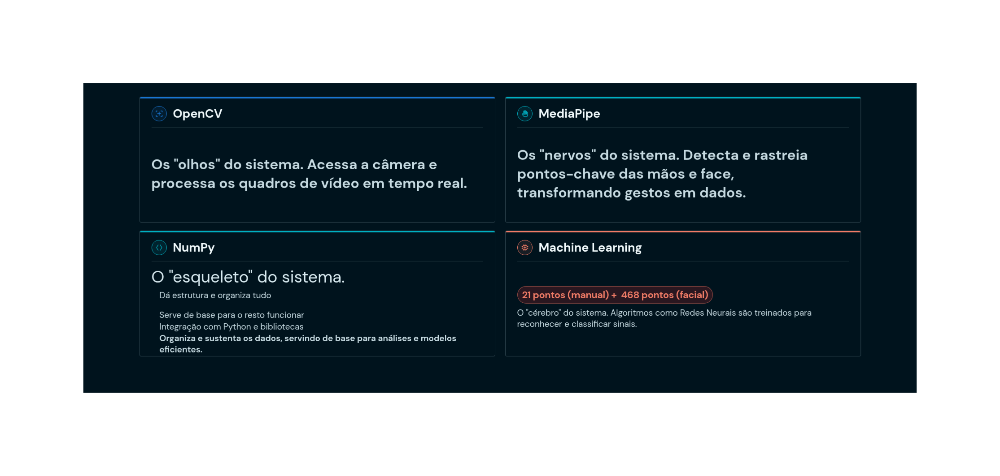 OpenCV
Os "olhos" do sistema. Acessa a câmera e
processa os quadros de vídeo em tempo real.
MediaPipe
Os "nervos" do sistema. Detecta e rastreia
pontos-chave das mãos e face,
transformando gestos em dados.
NumPy
O "esqueleto" do sistema.
Dá estrutura e organiza tudo
Serve de base para o resto funcionar
Integração com Python e bibliotecas
Organiza e sustenta os dados, servindo de base para análises e modelos
eficientes.
Machine Learning
21 pontos (manual) + 468 pontos (facial)
O "cérebro" do sistema. Algoritmos como Redes Neurais são treinados para
reconhecer e classificar sinais.